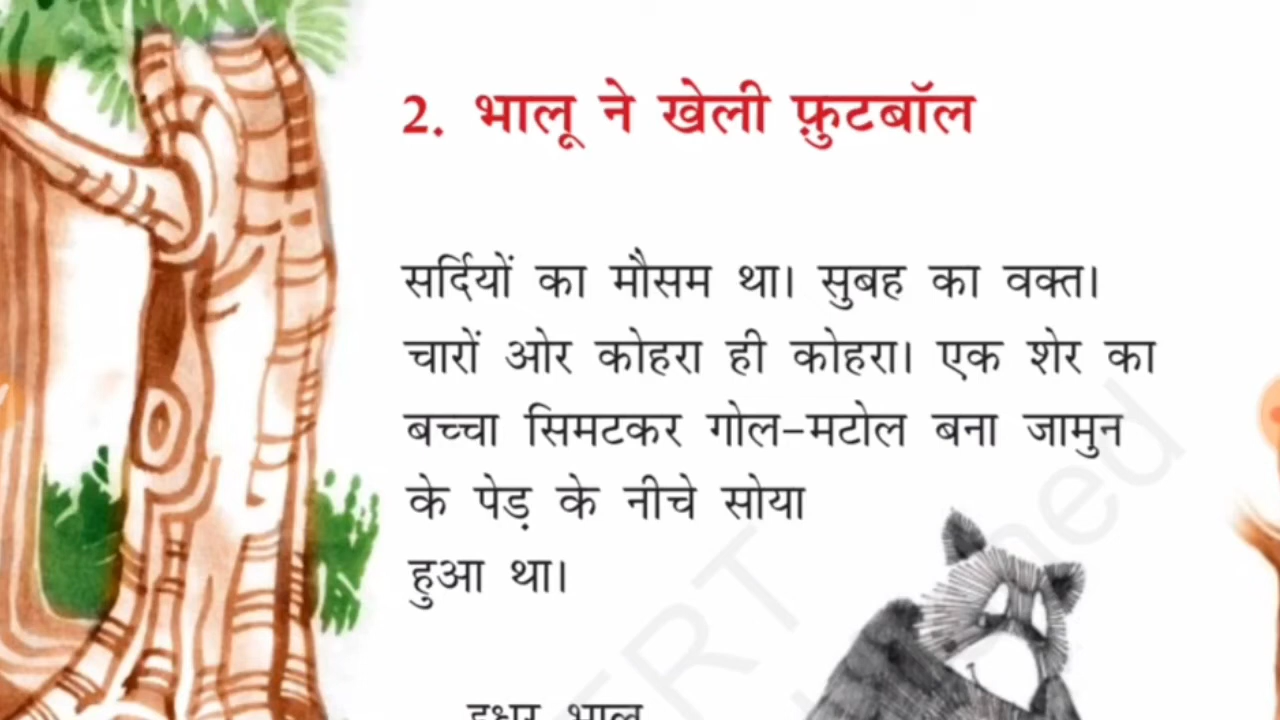 2. भालू ने खेली फ़ुटबॉल
सर्दियों का मौसम था। सुबह का वक्त।
चारों ओर कोहरा ही कोहरा। एक शेर का
बच्चा सिमटकर गोल-मटोल बना जामुन
के पेड़ के नीचे सोया
हुआ था।